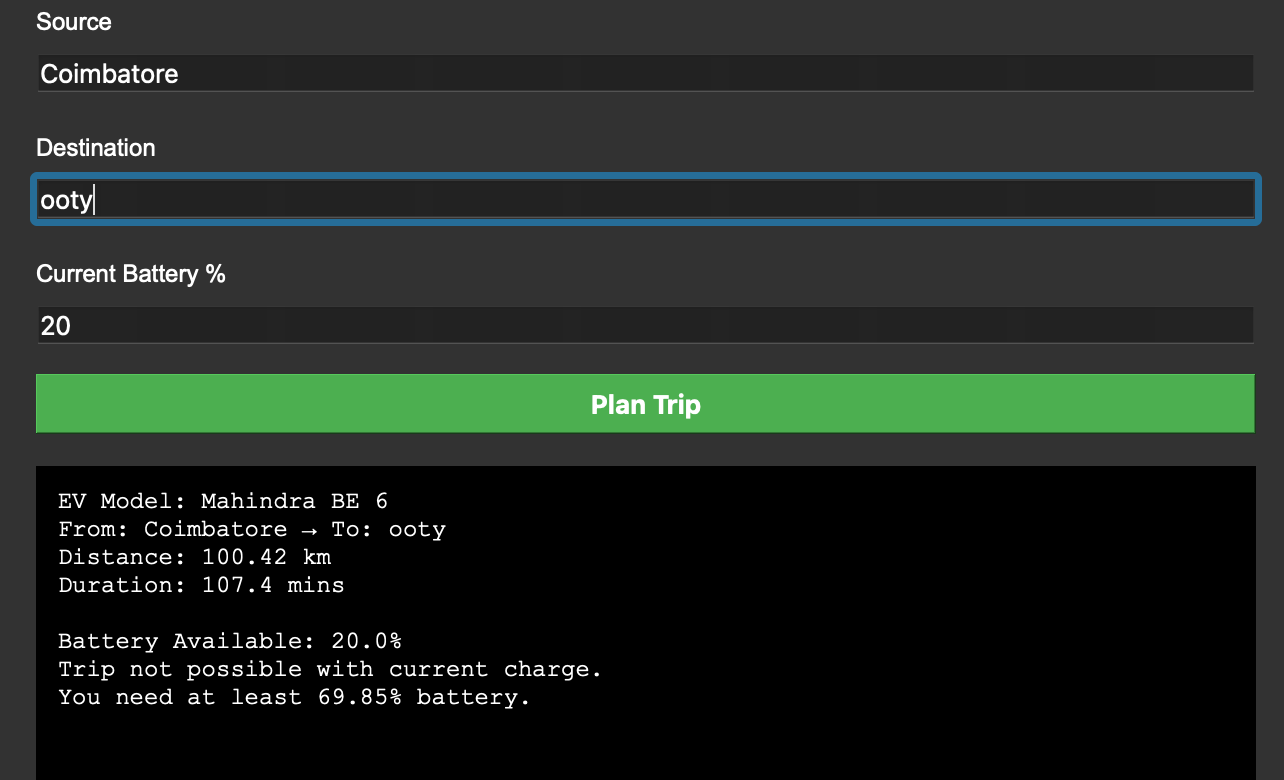 Source
Coimbatore
Destination
ooty
Current Battery %
20
Plan Trip
EV Model: Mahindra BE 6
From: Coimbatore → To: ooty
Distance: 100.42 km
Duration: 107.4 mins
Battery Available: 20.0%
Trip not possible with current charge.
You need at least 69.85% battery.